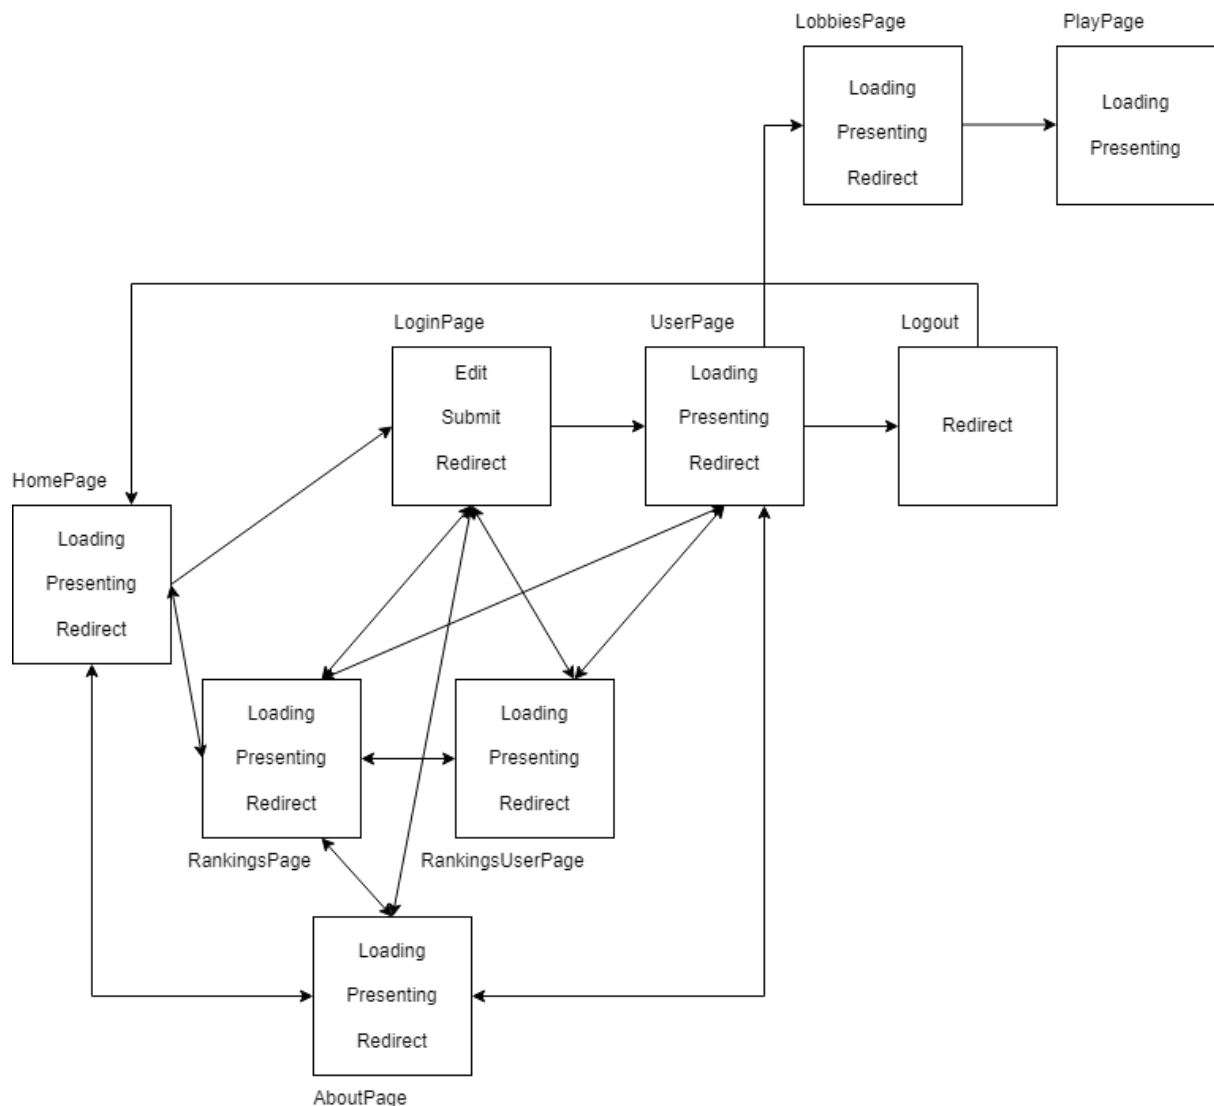 LobbiesPage
Loading
Presenting
Redirect
PlayPage
Loading
Presenting
LoginPage
Edit
Submit
Redirect
UserPage
Loading
Presenting
Redirect
Logout
Redirect
HomePage
Loading
Presenting
Redirect
Loading
Presenting
Redirect
RankingsPage
Loading
Presenting
Redirect
RankingsUserPage
Loading
Presenting
Redirect
AboutPage